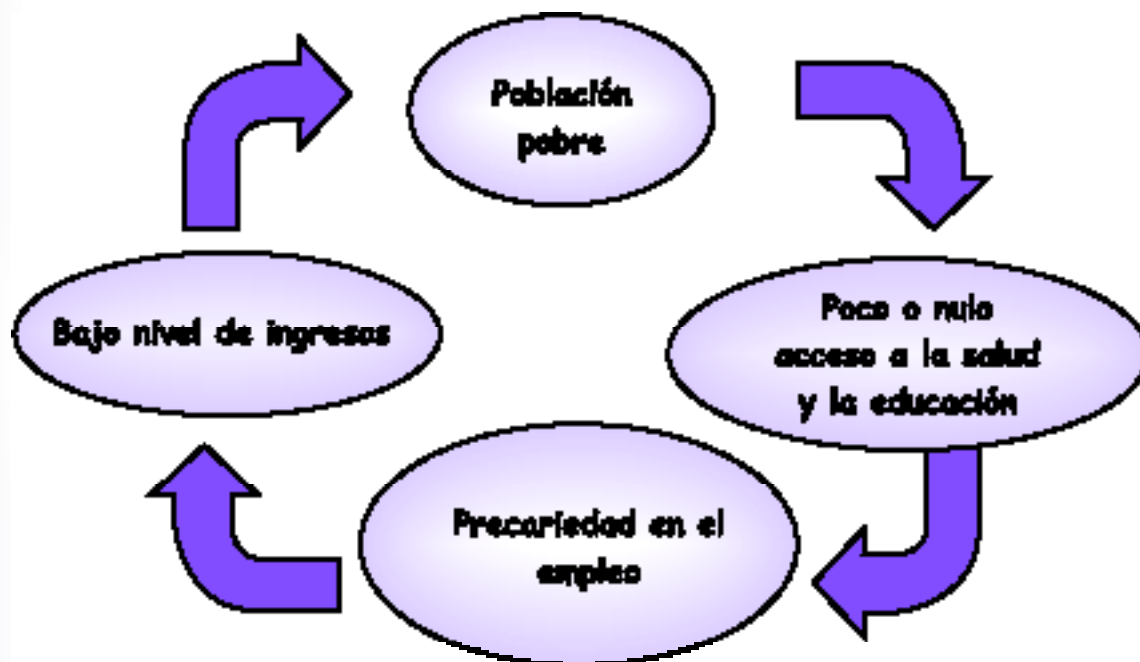 Población
pobre
Bajo nivel de ingresos
Poco o nulo
acceso a la salud
y la educación
Precariedad en el
empleo